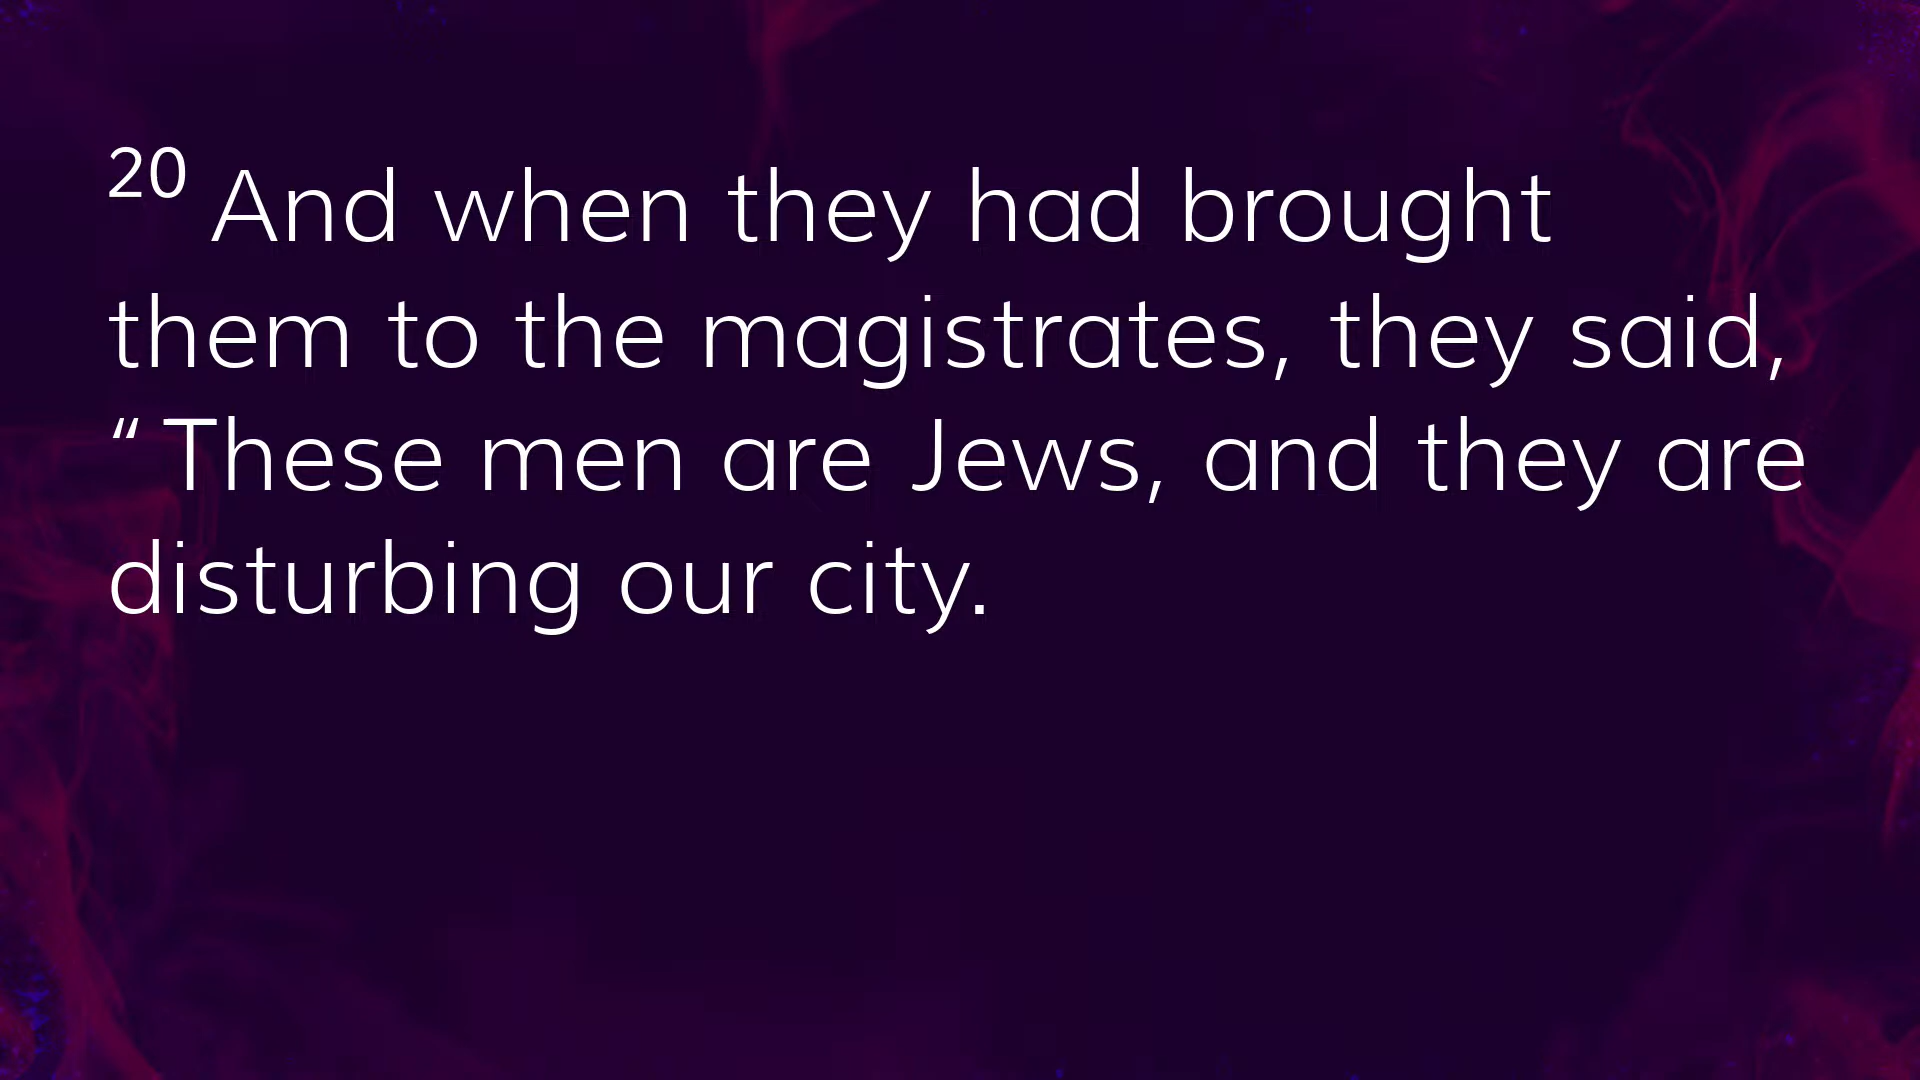 20 And when they had brought
them to the magistrates, they said,
“ These men are Jews, and they are
disturbing our city.